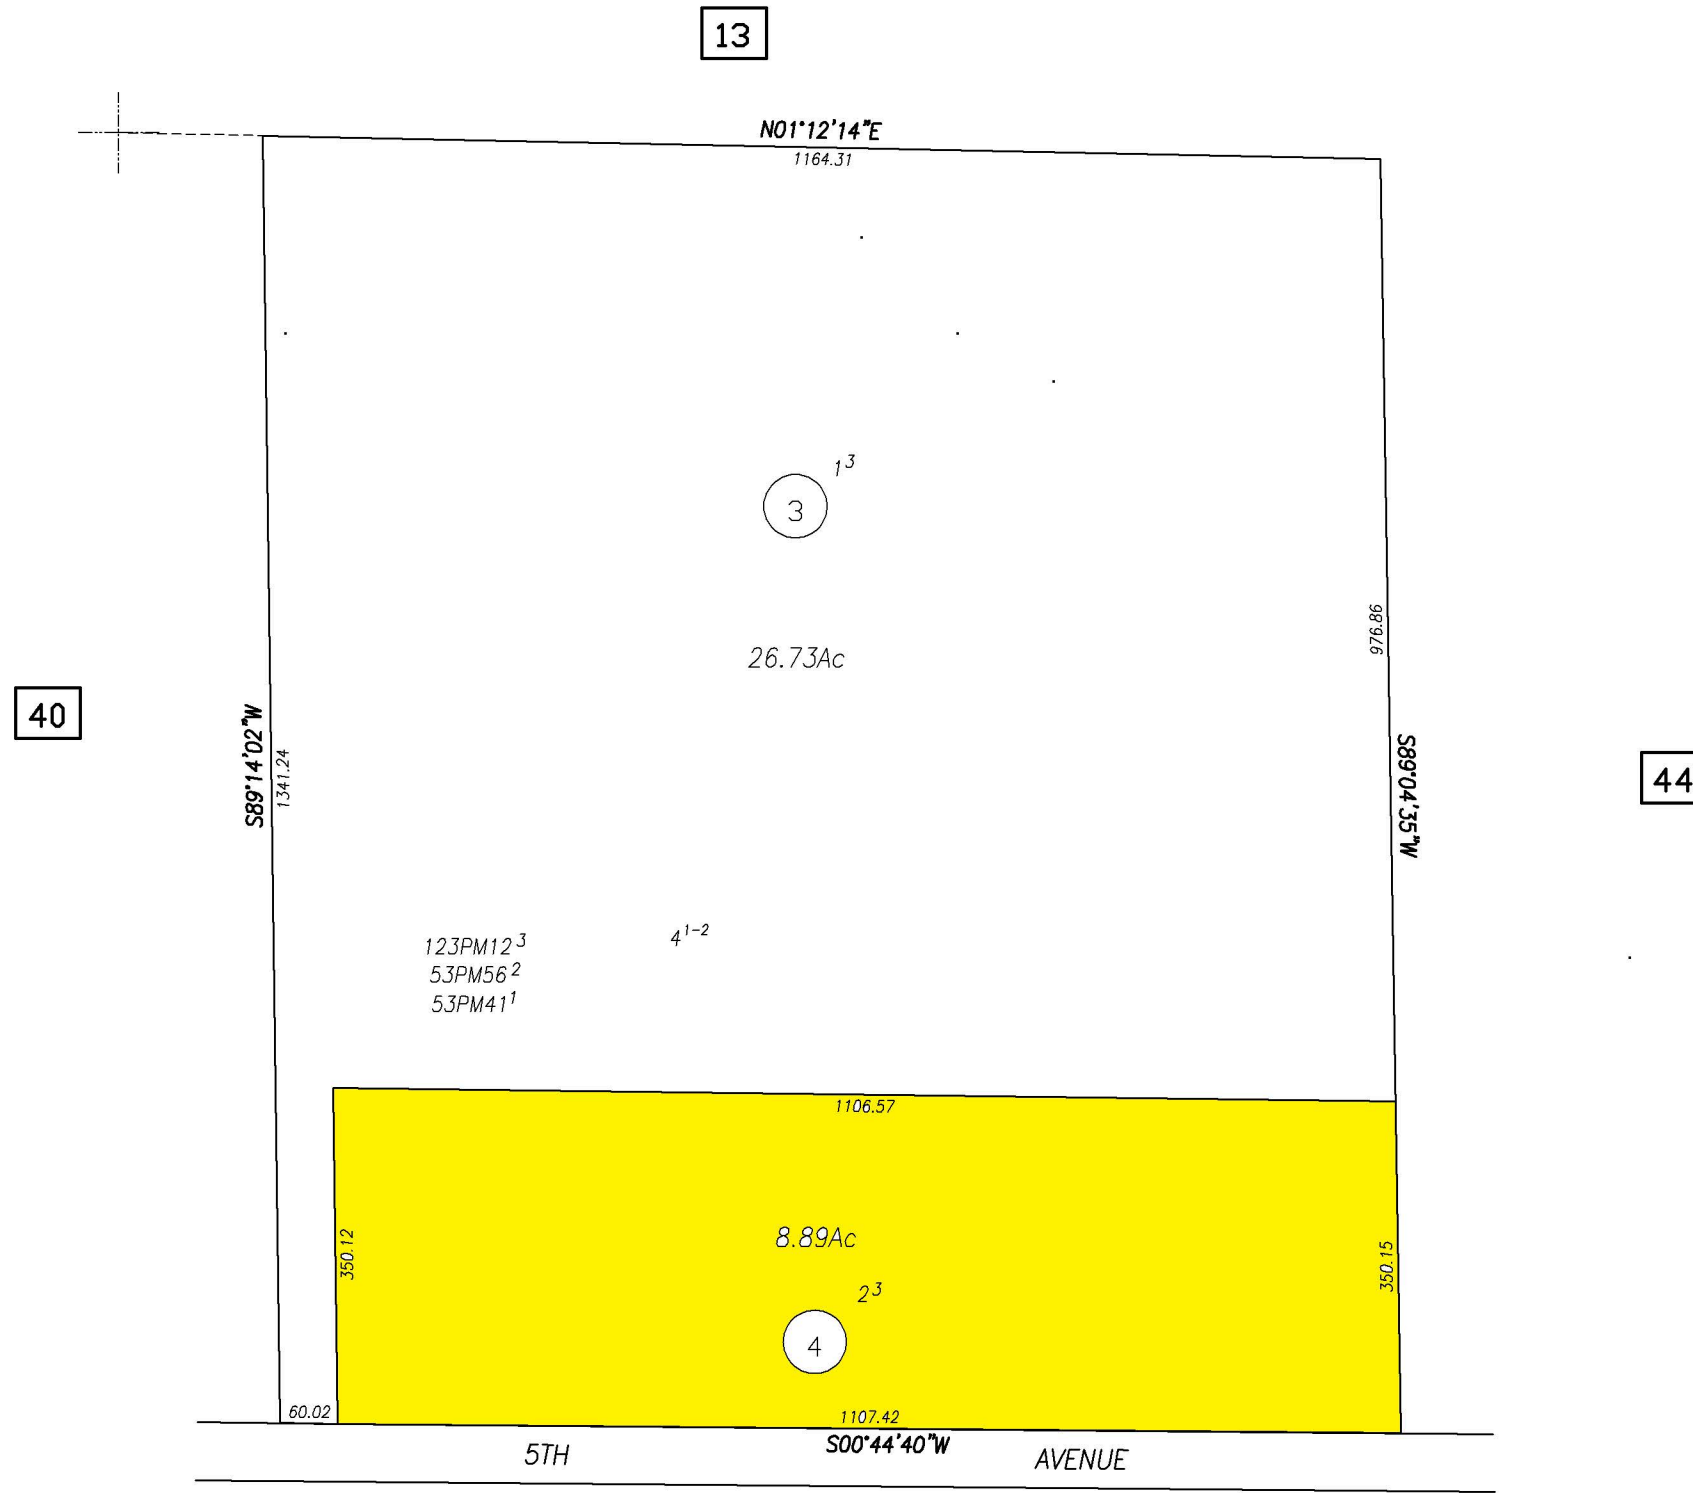 13
N01°12'14"E
1164.31
1³
3
976.86
26.73Ac
40
S89°14'02"W
1341.24
S89°04'35"W
44
123PM12³
4¹⁻²
53PM56²
53PM41¹
1106.57
8.89Ac
350.12
350.15
2³
4
60.02
1107.42
S00°44'40"W
5TH AVENUE